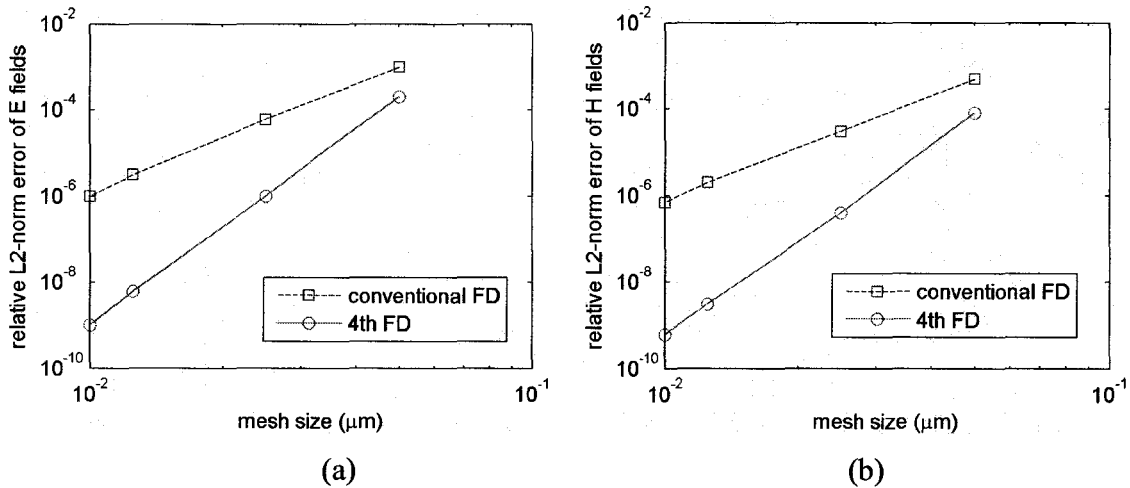 relative L2-norm error of E fields
10⁻²
10⁻⁴
10⁻⁶
10⁻⁸
10⁻¹⁰
conventional FD
4th FD
10⁻²
10⁻¹
mesh size (μm)
(a)
relative L2-norm error of H fields
10⁻²
10⁻⁴
10⁻⁶
10⁻⁸
10⁻¹⁰
conventional FD
4th FD
10⁻²
10⁻¹
mesh size (μm)
(b)